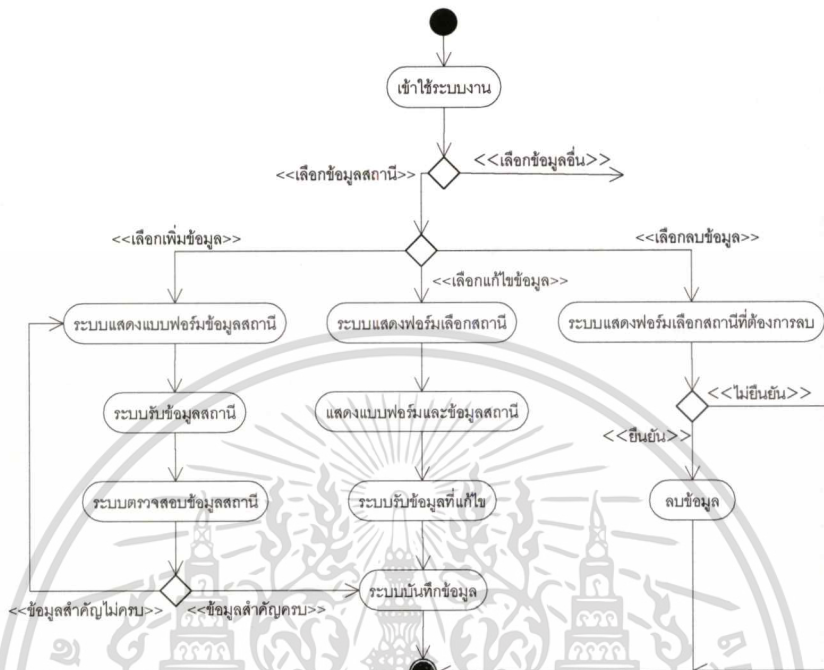 เข้าใช้ระบบงาน
<<เลือกข้อมูลอื่น>>
<<เลือกข้อมูลสถานี>>
<<เลือกเพิ่มข้อมูล>>
<<เลือกลบข้อมูล>>
<<เลือกแก้ไขข้อมูล>>
ระบบแสดงแบบฟอร์มข้อมูลสถานี
ระบบแสดงฟอร์มเลือกสถานี
ระบบแสดงฟอร์มเลือกสถานีที่ต้องการลบ
<<ไม่ยืนยัน>>
ระบบรับข้อมูลสถานี
แสดงแบบฟอร์มและข้อมูลสถานี
<<ยืนยัน>>
ระบบตรวจสอบข้อมูลสถานี
ระบบรับข้อมูลที่แก้ไข
ลบข้อมูล
ระบบบันทึกข้อมูล
<<ข้อมูลสำคัญไม่ครบ>>
<<ข้อมูลสำคัญครบ>>